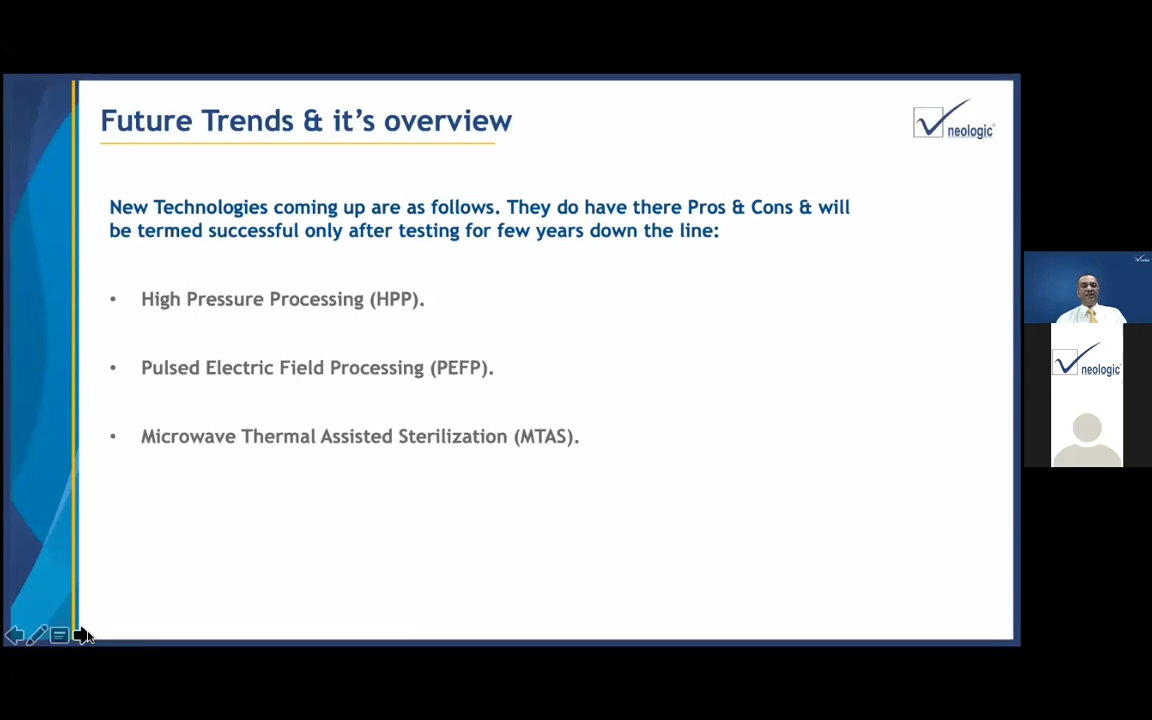 Future Trends & it's overview
neologic
New Technologies coming up are as follows. They do have there Pros & Cons & will
be termed successful only after testing for few years down the line:
• High Pressure Processing (HPP).
• Pulsed Electric Field Processing (PEFP).
• Microwave Thermal Assisted Sterilization (MTAS).
neologic